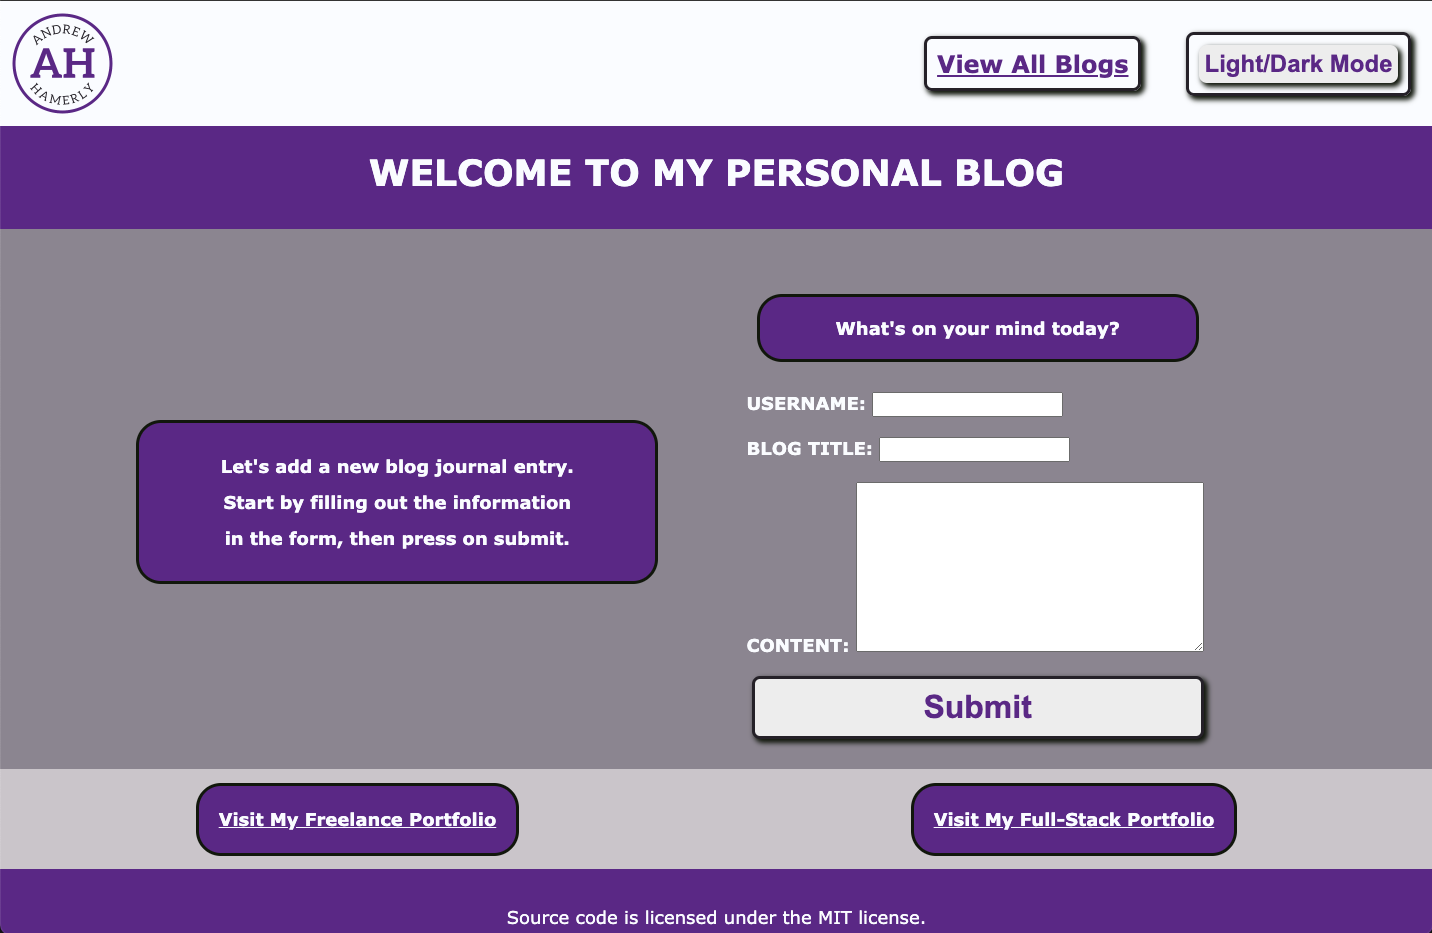 ANDREW
AH
HAMERLY
View All Blogs
Light/Dark Mode
WELCOME TO MY PERSONAL BLOG
What's on your mind today?
USERNAME:
BLOG TITLE:
Let's add a new blog journal entry.
Start by filling out the information
in the form, then press on submit.
CONTENT:
Submit
Visit My Freelance Portfolio
Visit My Full-Stack Portfolio
Source code is licensed under the MIT license.